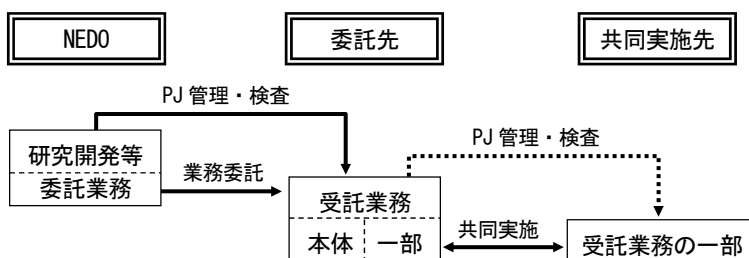 NEDO
委託先
共同実施先
PJ 管理・検査
PJ 管理・検査
研究開発等
委託業務
業務委託
受託業務
本体
一部
共同実施
受託業務の一部